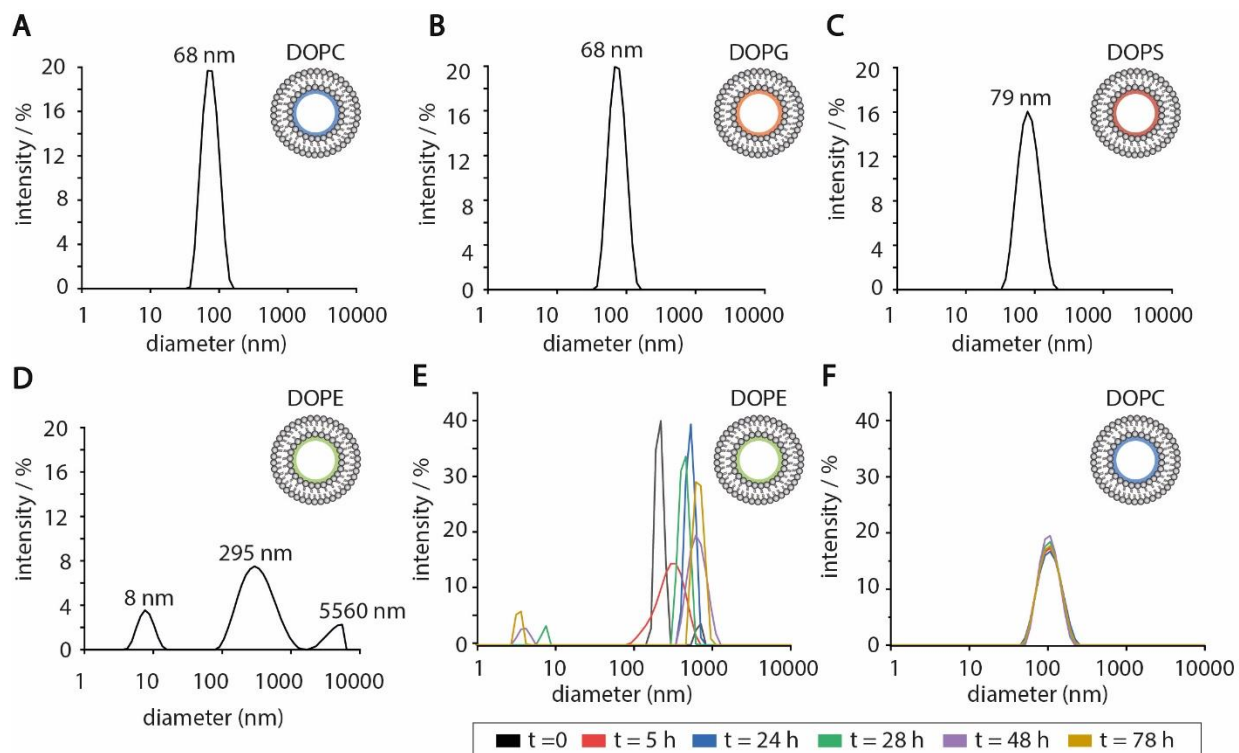 A
68 nm
DOPC
20
16
12
8
4
0
intensity / %
1 10 100 1000 10000
diameter (nm)
B
68 nm
DOPG
20
16
12
8
4
0
intensity / %
1 10 100 1000 10000
diameter (nm)
C
79 nm
DOPS
20
16
12
8
4
0
intensity / %
1 10 100 1000 10000
diameter (nm)
D
DOPE
20
16
12
8
4
0
intensity / %
8 nm
295 nm
5560 nm
1 10 100 1000 10000
diameter (nm)
E
DOPE
40
30
20
10
0
intensity / %
1 10 100 1000 10000
diameter (nm)
F
DOPC
40
30
20
10
0
intensity / %
1 10 100 1000 10000
diameter (nm)
t =0 t = 5 h t = 24 h t = 28 h t = 48 h t = 78 h